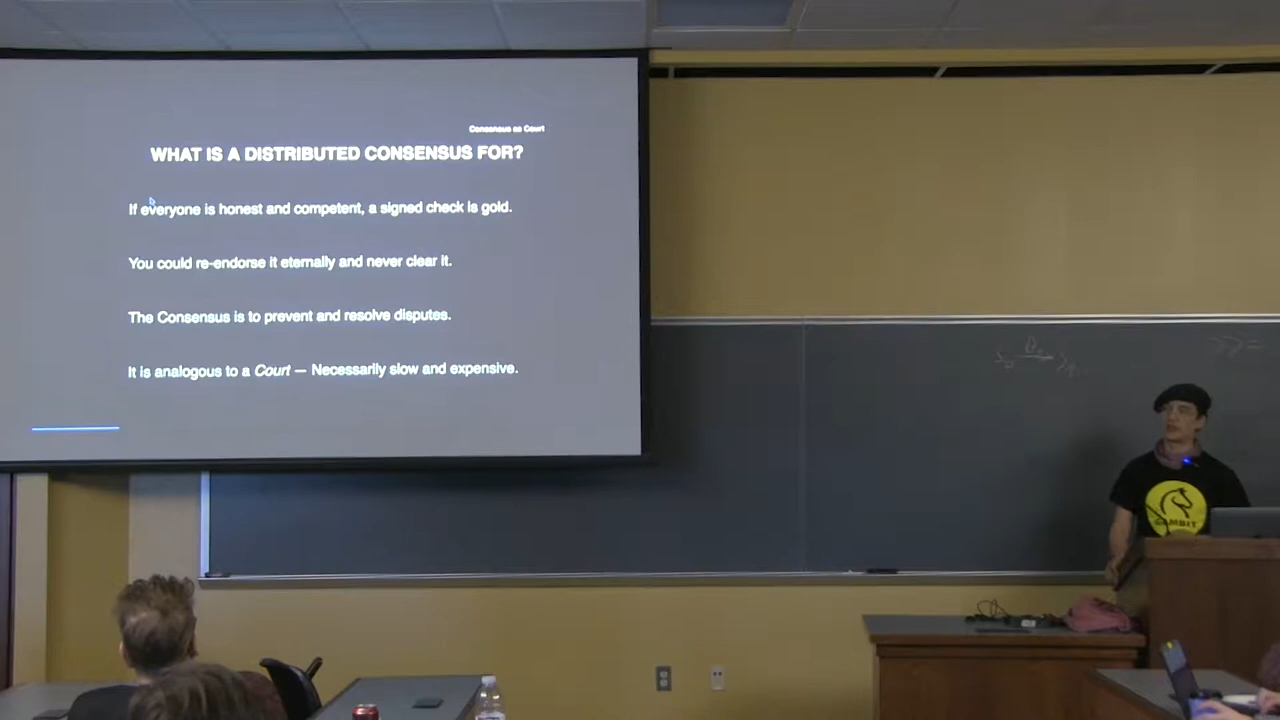 Consensus as Court
WHAT IS A DISTRIBUTED CONSENSUS FOR?
If everyone is honest and competent, a signed check is gold.
You could re-endorse it eternally and never clear it.
The Consensus is to prevent and resolve disputes.
It is analogous to a Court — Necessarily slow and expensive.
GAMBIT